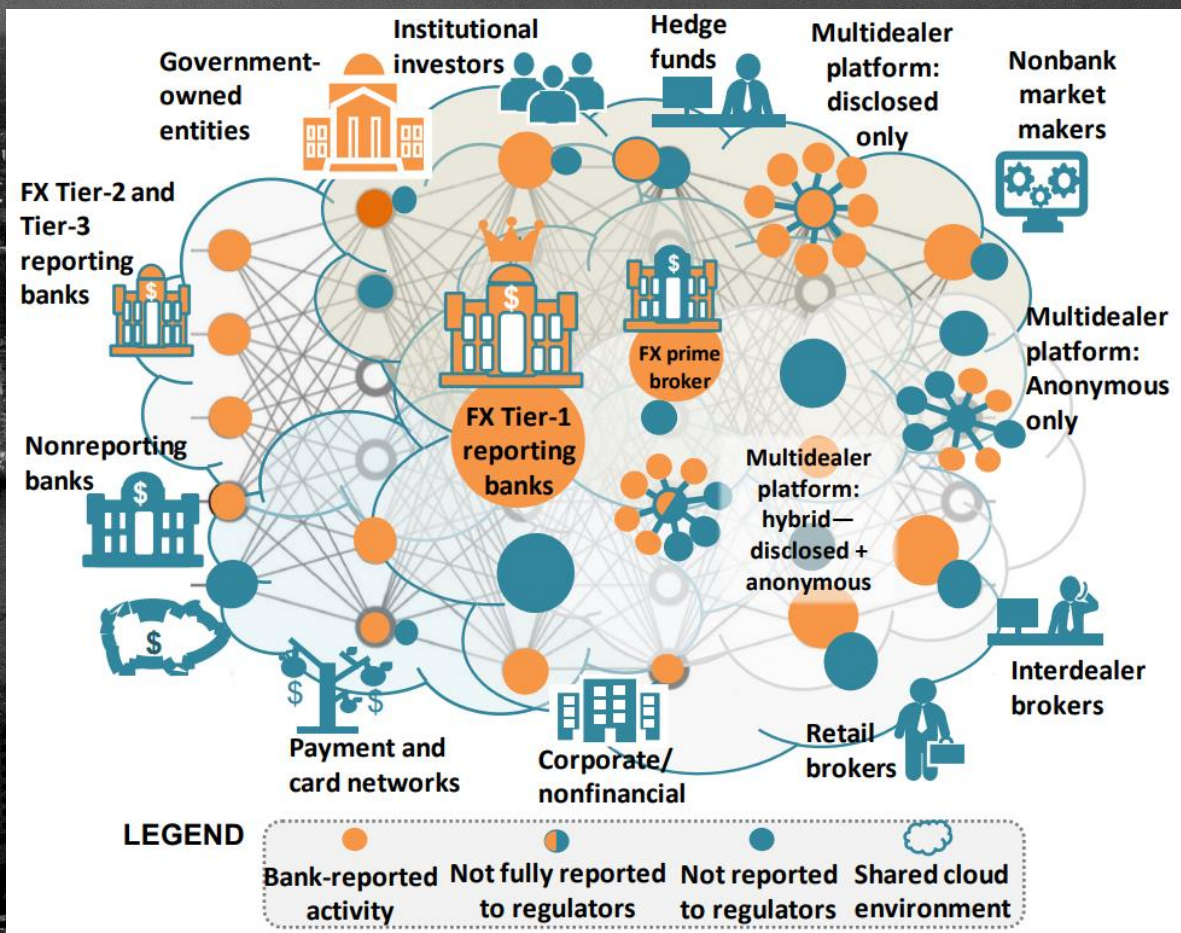 Institutional
investors
Hedge
funds
Multidealer
platform:
disclosed
only
Nonbank
market
makers
Government-
owned
entities
FX Tier-2 and
Tier-3
reporting
banks
$
$
$
FX prime
broker
Multidealer
platform:
Anonymous
only
FX Tier-1
reporting
banks
Nonreporting
banks
$
Multidealer
platform:
hybrid—
disclosed +
anonymous
$
$
$
Payment and
card networks
Corporate/
nonfinancial
Retail
brokers
Interdealer
brokers
LEGEND
Bank-reported
activity
Not fully reported
to regulators
Not reported
to regulators
Shared cloud
environment